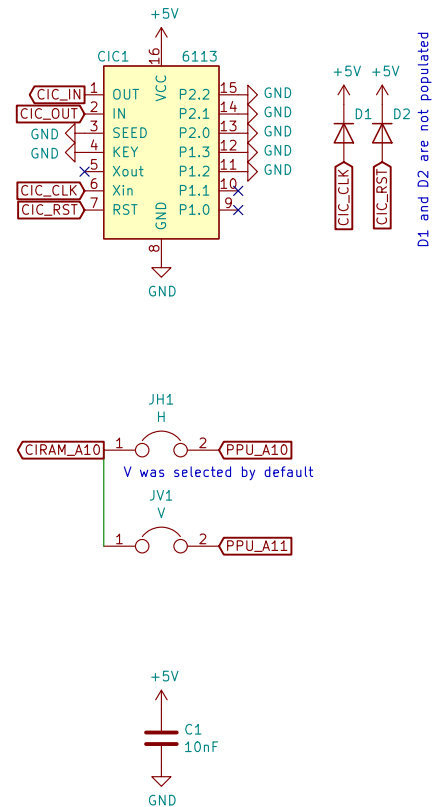 +5V
CIC1 6113
16
VCC
CIC_IN 1 OUT P2.2 15 GND
CIC_OUT 2 IN P2.1 14 GND
GND 3 SEED P2.0 13 GND
GND 4 KEY P1.3 12 GND
5 Xout P1.2 11 GND
CIC_CLK 6 Xin P1.1 10
CIC_RST 7 RST P1.0 9
GND
8
GND
+5V +5V
D1 D2
CIC_CLK CIC_RST
D1 and D2 are not populated
JH1
H
CIRAM_A10 1 2 PPU_A10
V was selected by default
JV1
V
1 2 PPU_A11
+5V
C1
10nF
GND